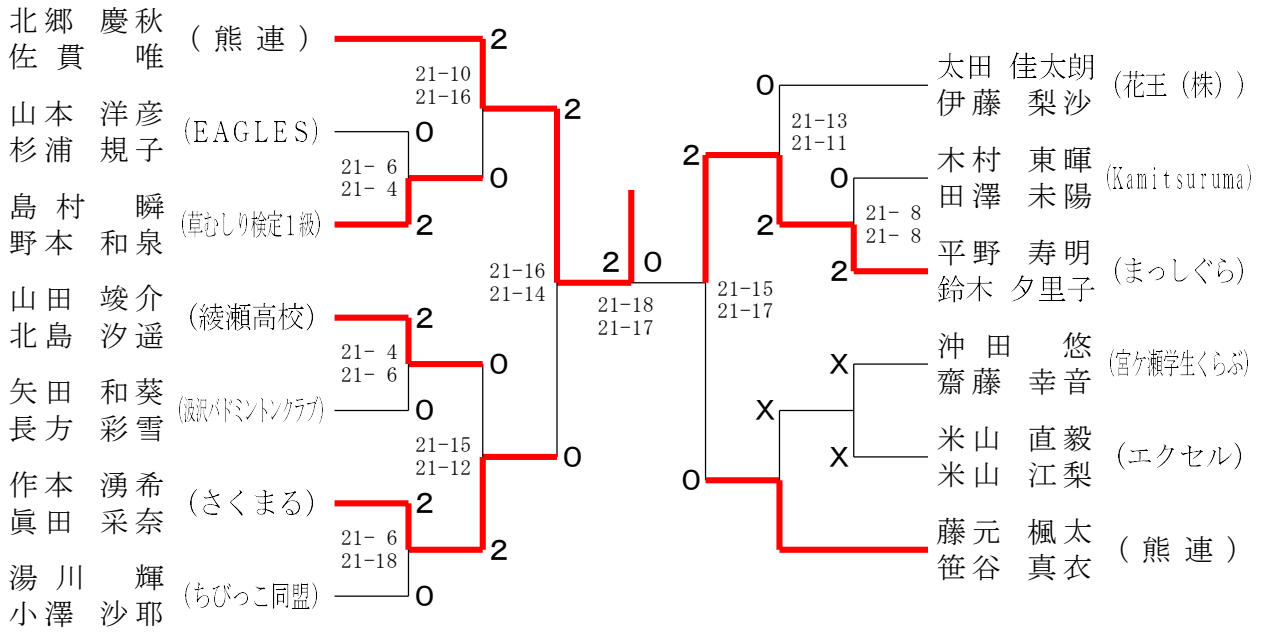 北郷 慶秋
佐貫 唯
(熊連)
山本 洋彦
杉浦 規子
(EAGLES)
島村 瞬
野本 和泉
(草むしり検定1級)
山田 竣介
北島 汐遥
(綾瀬高校)
矢田 和葵
長方 彩雪
(汲沢バドミントンクラブ)
作本 湧希
眞田 采奈
(さくまる)
湯川 輝
小澤 沙耶
(ちびっこ同盟)
2
21-10
21-16
0
21- 6
21- 4
2
0
2
21- 4
21- 6
0
0
21-15
21-12
2
21- 6
21-18
0
2
2
21-16
21-14
0
2 0
21-18
21-17
2
21-15
21-17
0
0
21-13
21-11
2
0
21- 8
21- 8
2
X
X
X
太田 佳太朗
伊藤 梨沙
(花王(株))
木村 東暉
田澤 未陽
(Kamitsuruma)
平野 寿明
鈴木 夕里子
(まっしぐら)
沖田 悠
齋藤 幸音
(宮ケ瀬学生くらぶ)
米山 直毅
米山 江梨
(エクセル)
藤元 楓太
笹谷 真衣
(熊連)